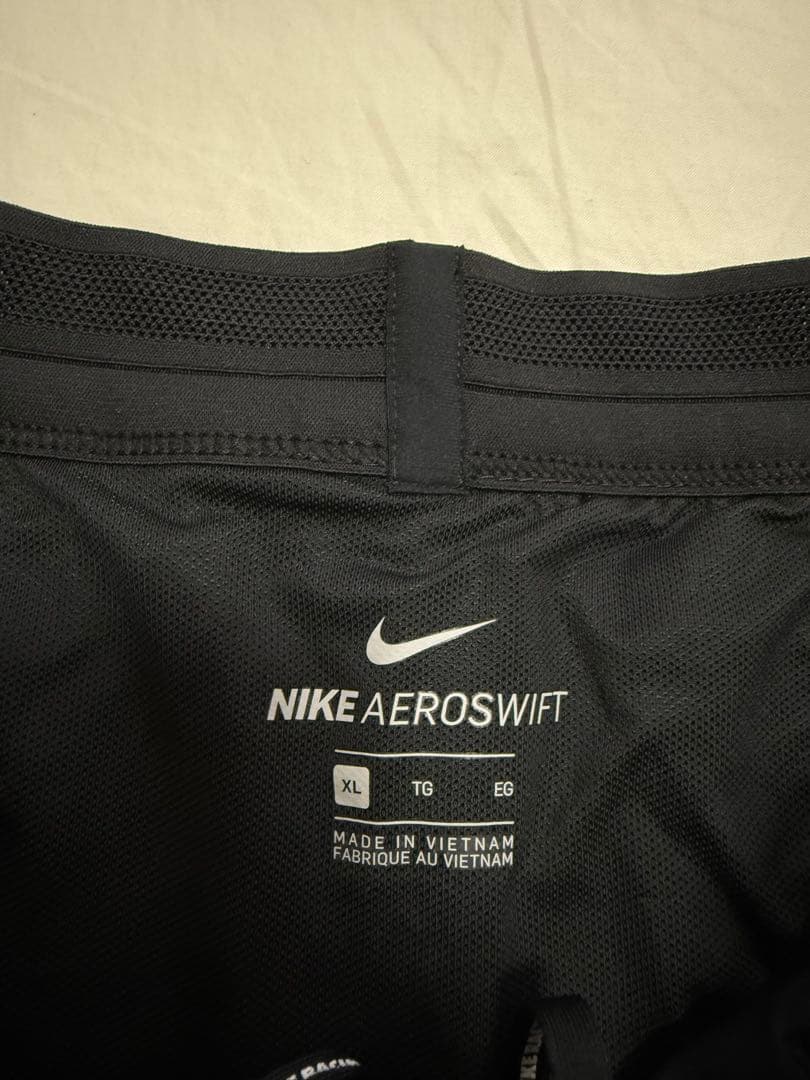 NIKE AEROSWIFT
XL TG EG
MADE IN VIETNAM
FABRIQUE AU VIETNAM